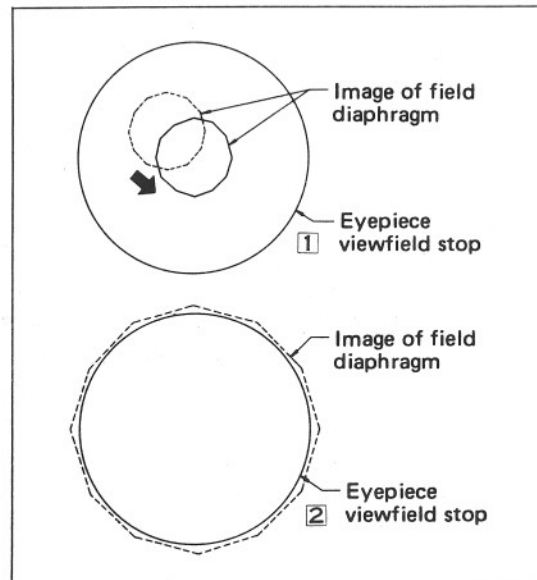 Image of field
diaphragm
Eyepiece
1 viewfield stop
Image of field
diaphragm
Eyepiece
2 viewfield stop